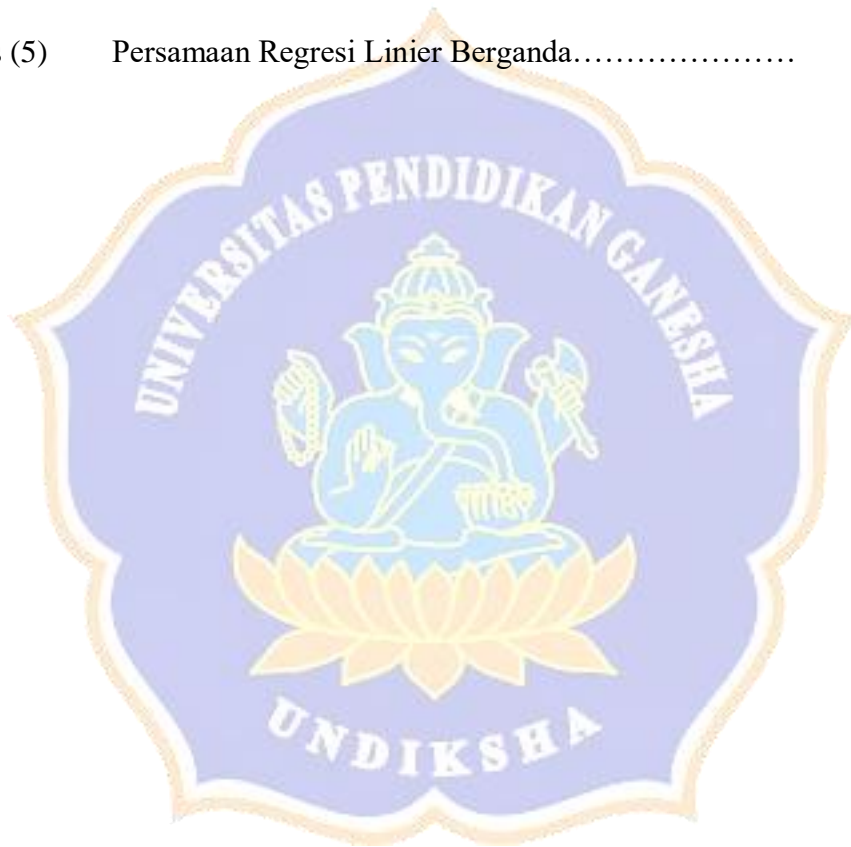 (5) Persamaan Regresi Linier Berganda…………………
UNIVERSITAS PENDIDIKAN GANESHA
UNDIKSHA